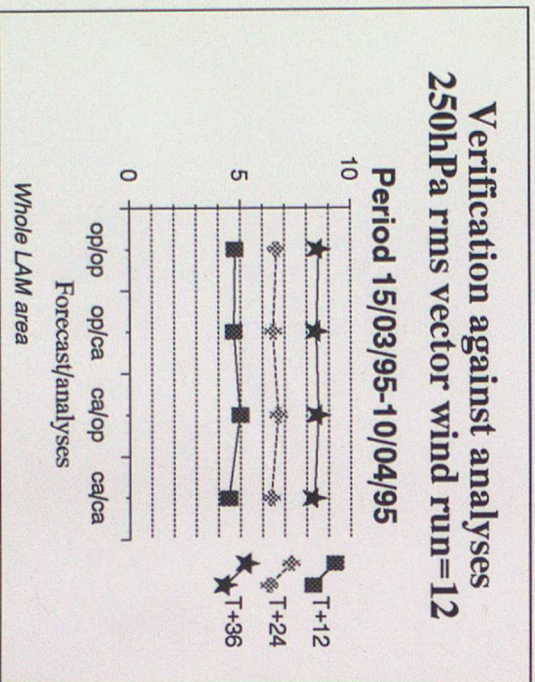 Verification against analyses
250hPa rms vector wind run=12
Period 15/03/95-10/04/95
10
5
0
op/op op/ca ca/op ca/ca
Forecast/analyses
Whole LAM area
T+12
T+24
T+36